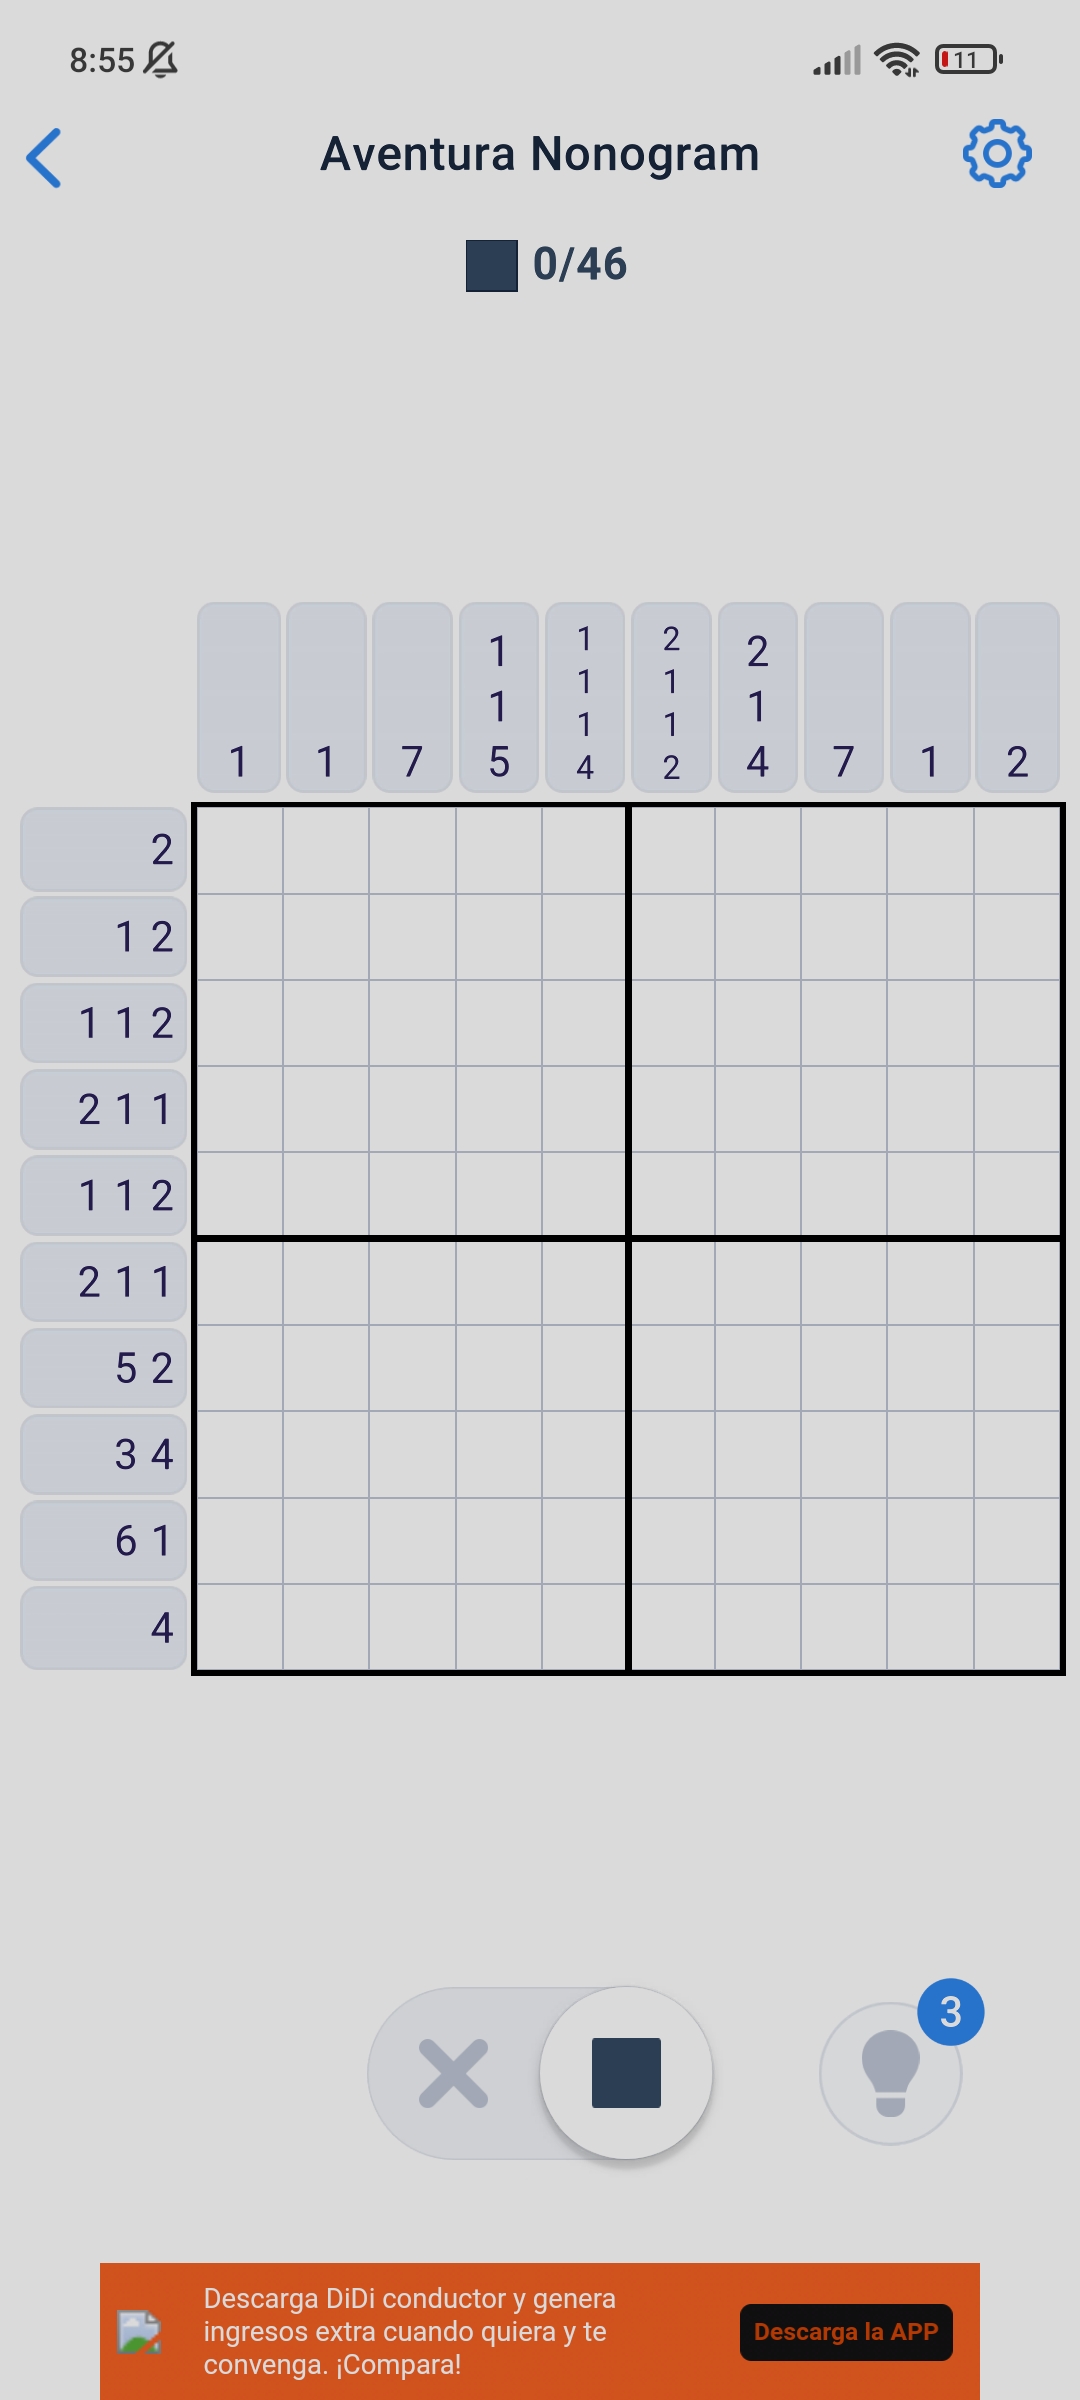 8:55
11
Aventura Nonogram
0/46
1 1 1 2 2
1 1 1 1
1 1 1 1
1 1 7 5 4 2 4 7 1 2
2
1 2
1 1 2
2 1 1
1 1 2
2 1 1
5 2
3 4
6 1
4
3
Descarga DiDi conductor y genera
ingresos extra cuando quiera y te
convenga. ¡Compara!
Descarga la APP